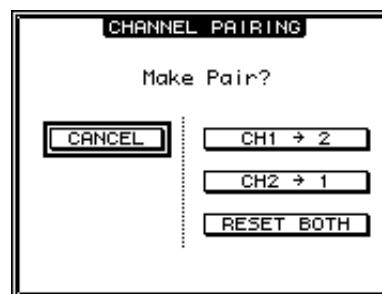 CHANNEL PAIRING
Make Pair?
CANCEL
CH1 → 2
CH2 → 1
RESET BOTH